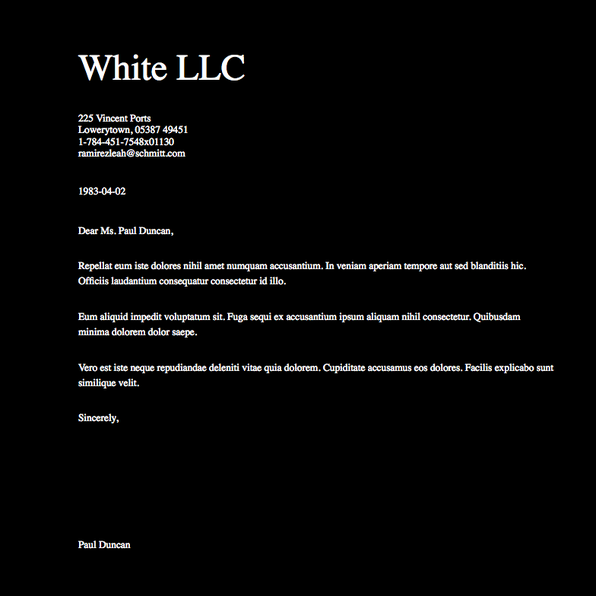 White LLC
225 Vincent Ports
Lowerytown, 05387 49451
1-784-451-7548x01130
ramirezleah@schmitt.com
1983-04-02
Dear Ms. Paul Duncan,
Repellat eum iste dolores nihil amet numquam accusantium. In veniam aperiam tempore aut sed blanditiis hic.
Officiis laudantium consequatur consectetur id illo.
Eum aliquid impedit voluptatum sit. Fuga sequi ex accusantium ipsum aliquam nihil consectetur. Quibusdam
minima dolorem dolor saepe.
Vero est iste neque repudiandae deleniti vitae quia dolorem. Cupiditate accusamus eos dolores. Facilis explicabo sunt
similique velit.
Sincerely,
Paul Duncan